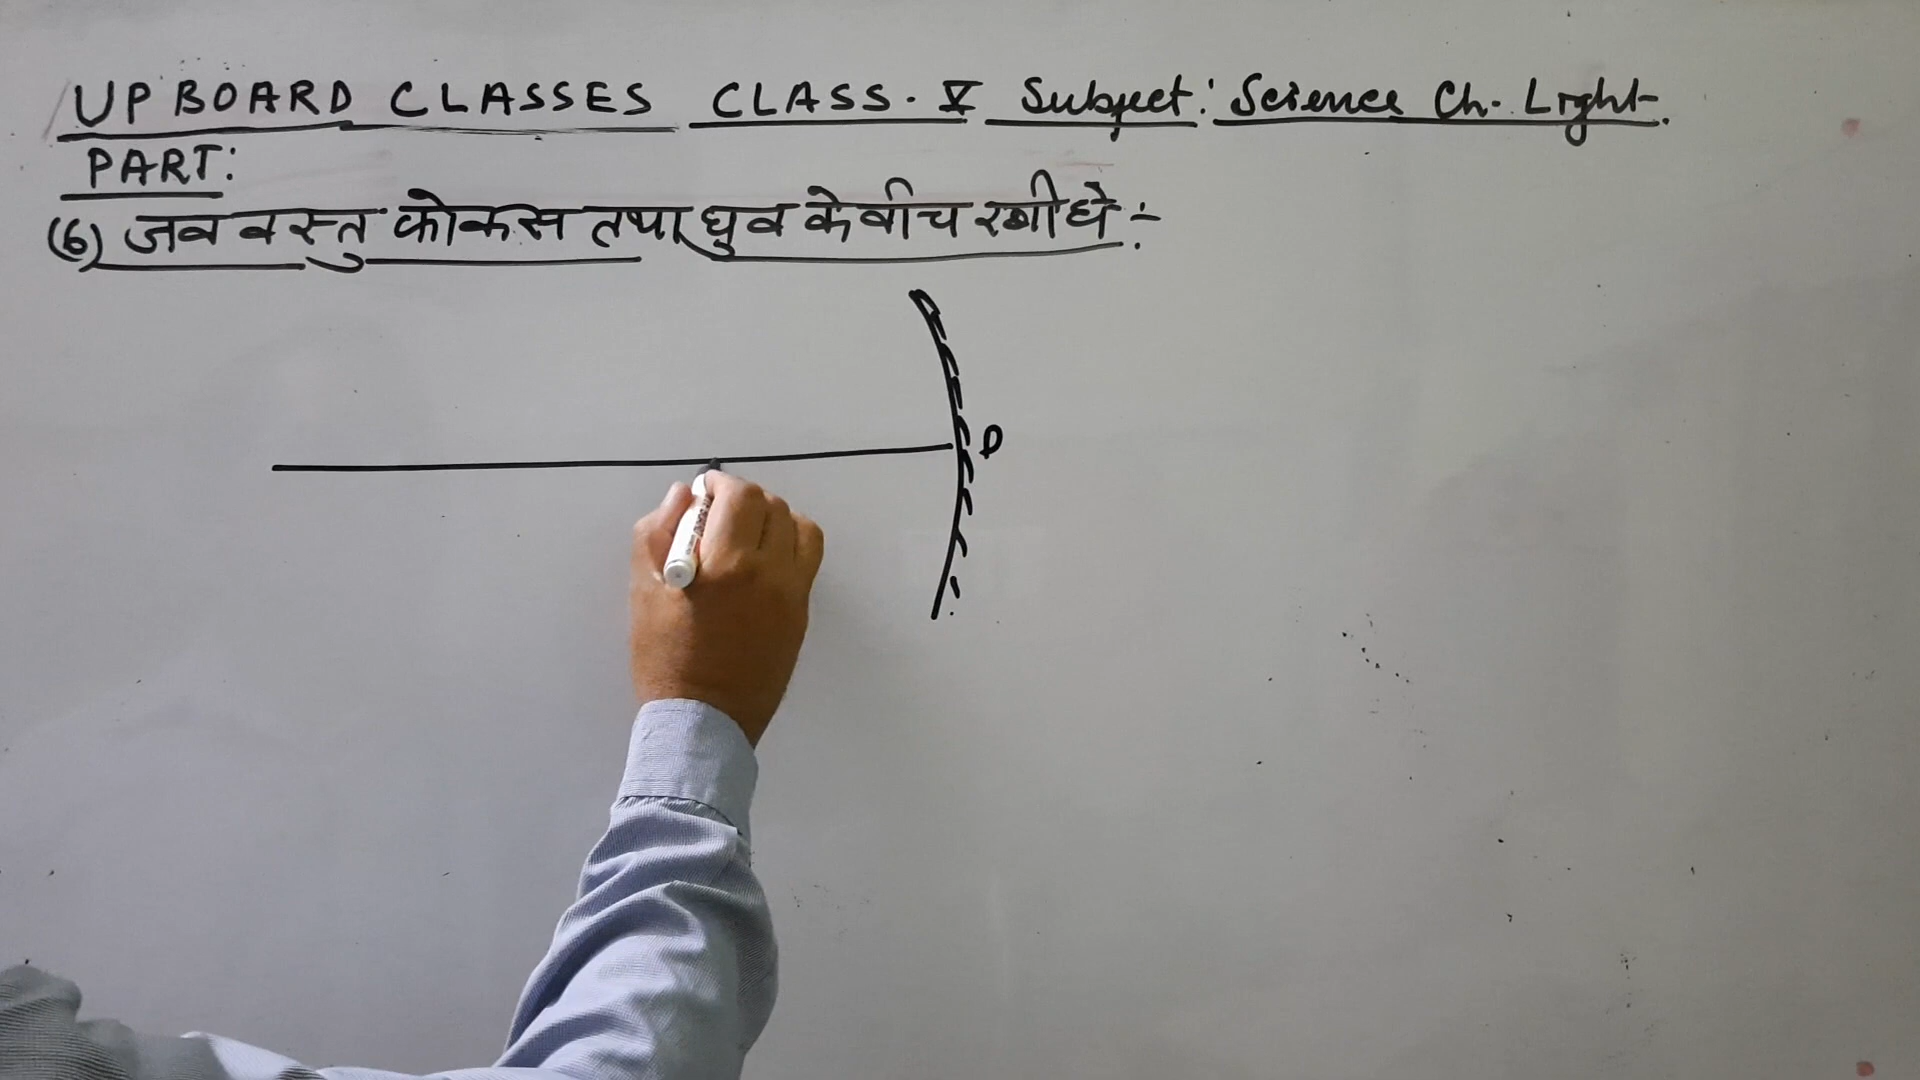 UP BOARD CLASSES CLASS. X Subject: Science Ch. Light
PART:
(6) जब वस्तु फोकस तथा ध्रुव के बीच रखी है :-
P